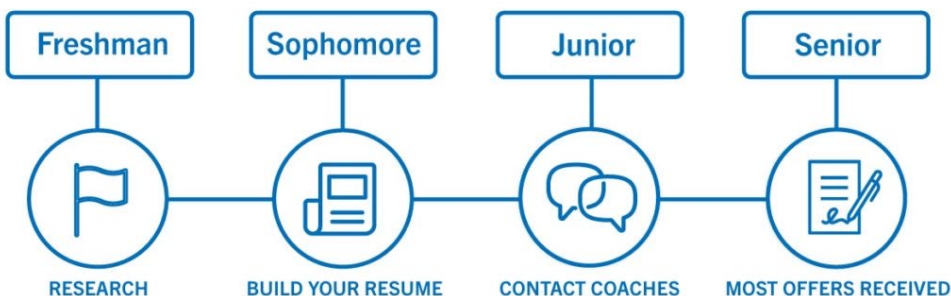 Freshman
Sophomore
Junior
Senior
RESEARCH
BUILD YOUR RESUME
CONTACT COACHES
MOST OFFERS RECEIVED